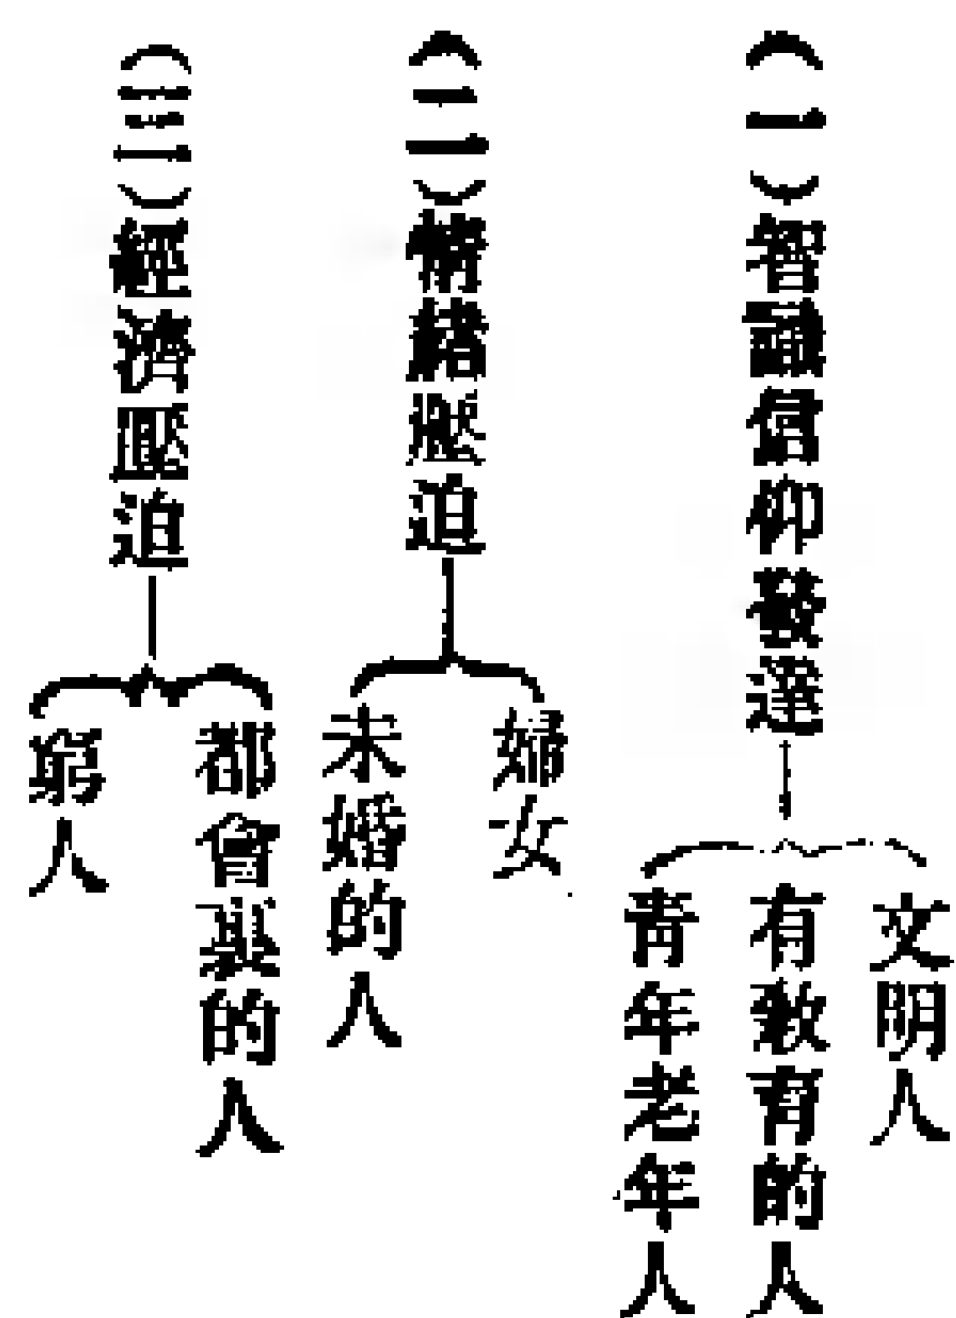 （一）智識信仰發達
文明人
有敎育的人
青年老年人
（二）情緒壓迫
婦女
未婚的人
（三）經濟壓迫
都會裏的人
窮人